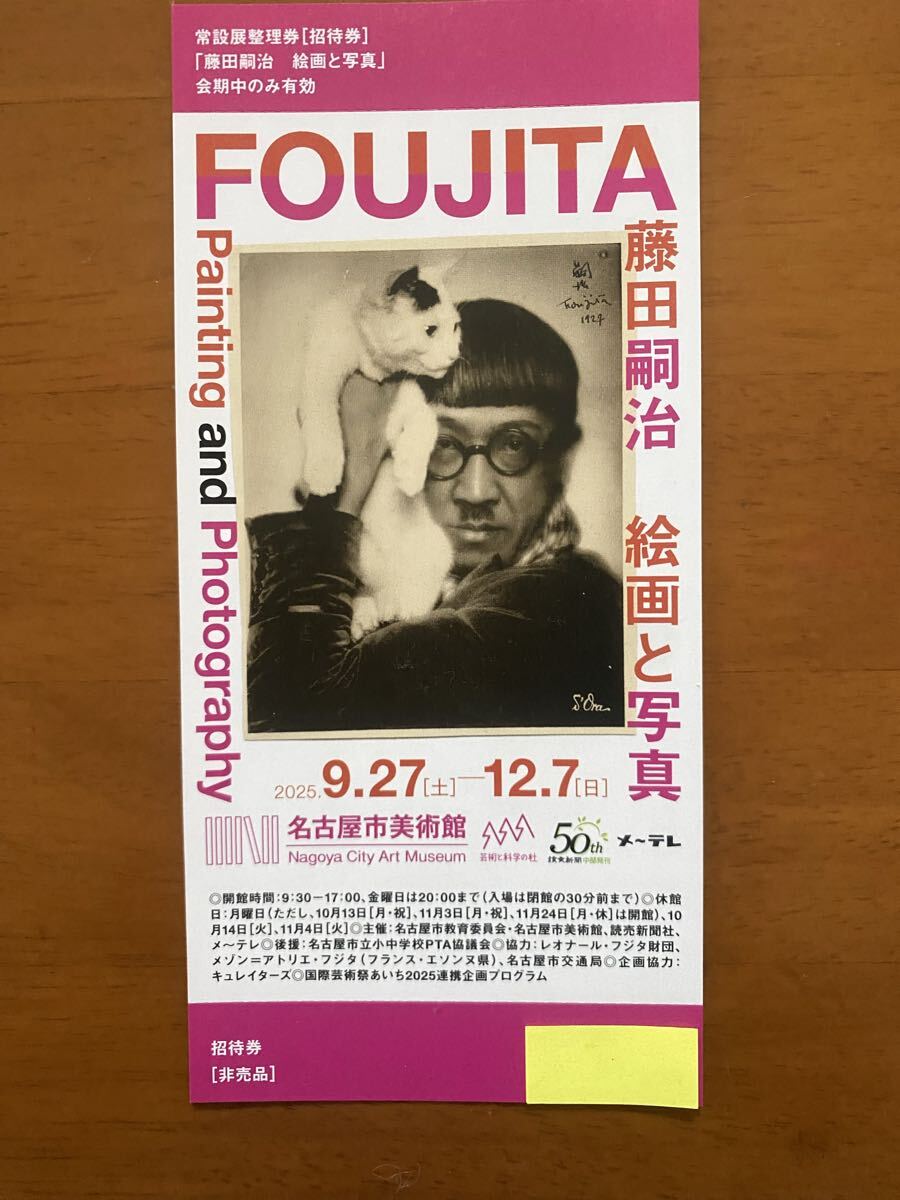 常設展整理券[招待券]
「藤田嗣治　絵画と写真」
会期中のみ有効
FOUJITA
Painting and Photography
藤田嗣治　絵画と写真
嗣治
Foujita
1927
d'Ora
2025.9.27[土]—12.7[日]
名古屋市美術館
Nagoya City Art Museum
芸術と科学の杜
50th
読売新聞中部発刊
メ〜テレ
◎開館時間:9:30−17:00、金曜日は20:00まで(入場は閉館の30分前まで)◎休館
日:月曜日(ただし、10月13日[月・祝]、11月3日[月・祝]、11月24日[月・休]は開館)、10
月14日[火]、11月4日[火]◎主催:名古屋市教育委員会・名古屋市美術館、読売新聞社、
メ〜テレ◎後援:名古屋市立小中学校PTA協議会◎協力:レオナール・フジタ財団、
メゾン＝アトリエ・フジタ(フランス・エソンヌ県)、名古屋市交通局◎企画協力:
キュレイターズ◎国際芸術祭あいち2025連携企画プログラム
招待券
[非売品]